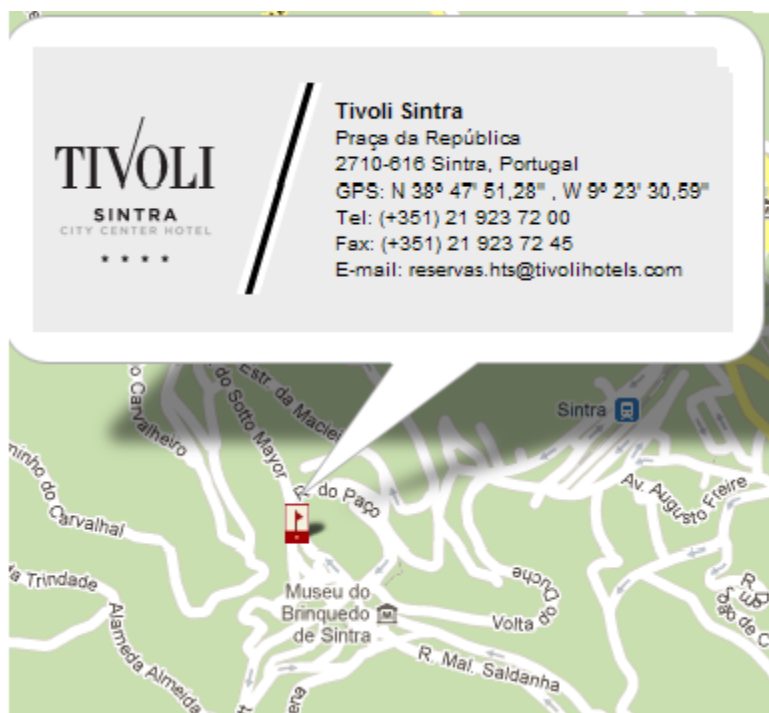 TIVOLI
SINTRA
CITY CENTER HOTEL
* * * *
Tivoli Sintra
Praça da República
2710-616 Sintra, Portugal
GPS: N 38º 47' 51,28" , W 9º 23' 30,59"
Tel: (+351) 21 923 72 00
Fax: (+351) 21 923 72 45
E-mail: reservas.hts@tivolihotels.com
do Carvalheiro
do Sotto Mayor
Estr. da Maciei
Sintra
R. do Paço
Av. Augusto Freire
minho do Carvalhal
da Trindade
Alameda Almeida
Museu do
Brinquedo
de Sintra
Volta do Duche
R. Mal. Saldanha